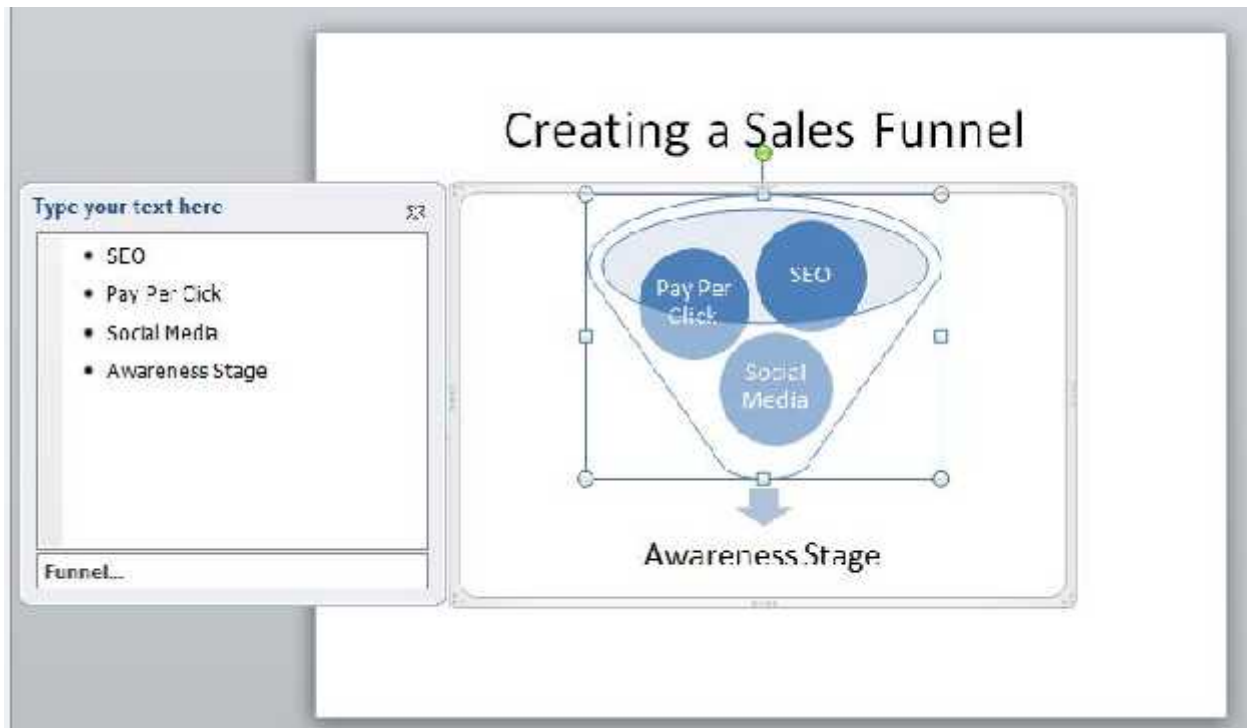 Creating a Sales Funnel
Type your text here
• SEO
• Pay Per Click
• Social Media
• Awareness Stage
Funnel...
Pay Per
Click
SEO
Social
Media
Awareness Stage